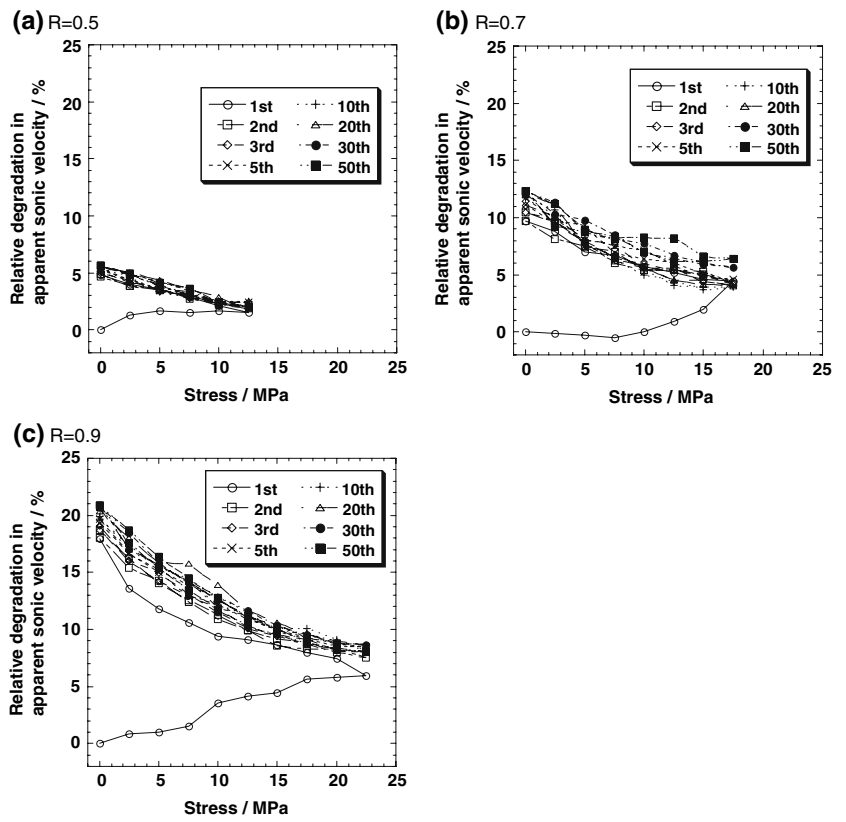 (a) R=0.5
Relative degradation in
apparent sonic velocity / %
25
20
15
10
5
0
1st
2nd
3rd
5th
10th
20th
30th
50th
0 5 10 15 20 25
Stress / MPa
(b) R=0.7
Relative degradation in
apparent sonic velocity / %
25
20
15
10
5
0
1st
2nd
3rd
5th
10th
20th
30th
50th
0 5 10 15 20 25
Stress / MPa
(c) R=0.9
Relative degradation in
apparent sonic velocity / %
25
20
15
10
5
0
1st
2nd
3rd
5th
10th
20th
30th
50th
0 5 10 15 20 25
Stress / MPa